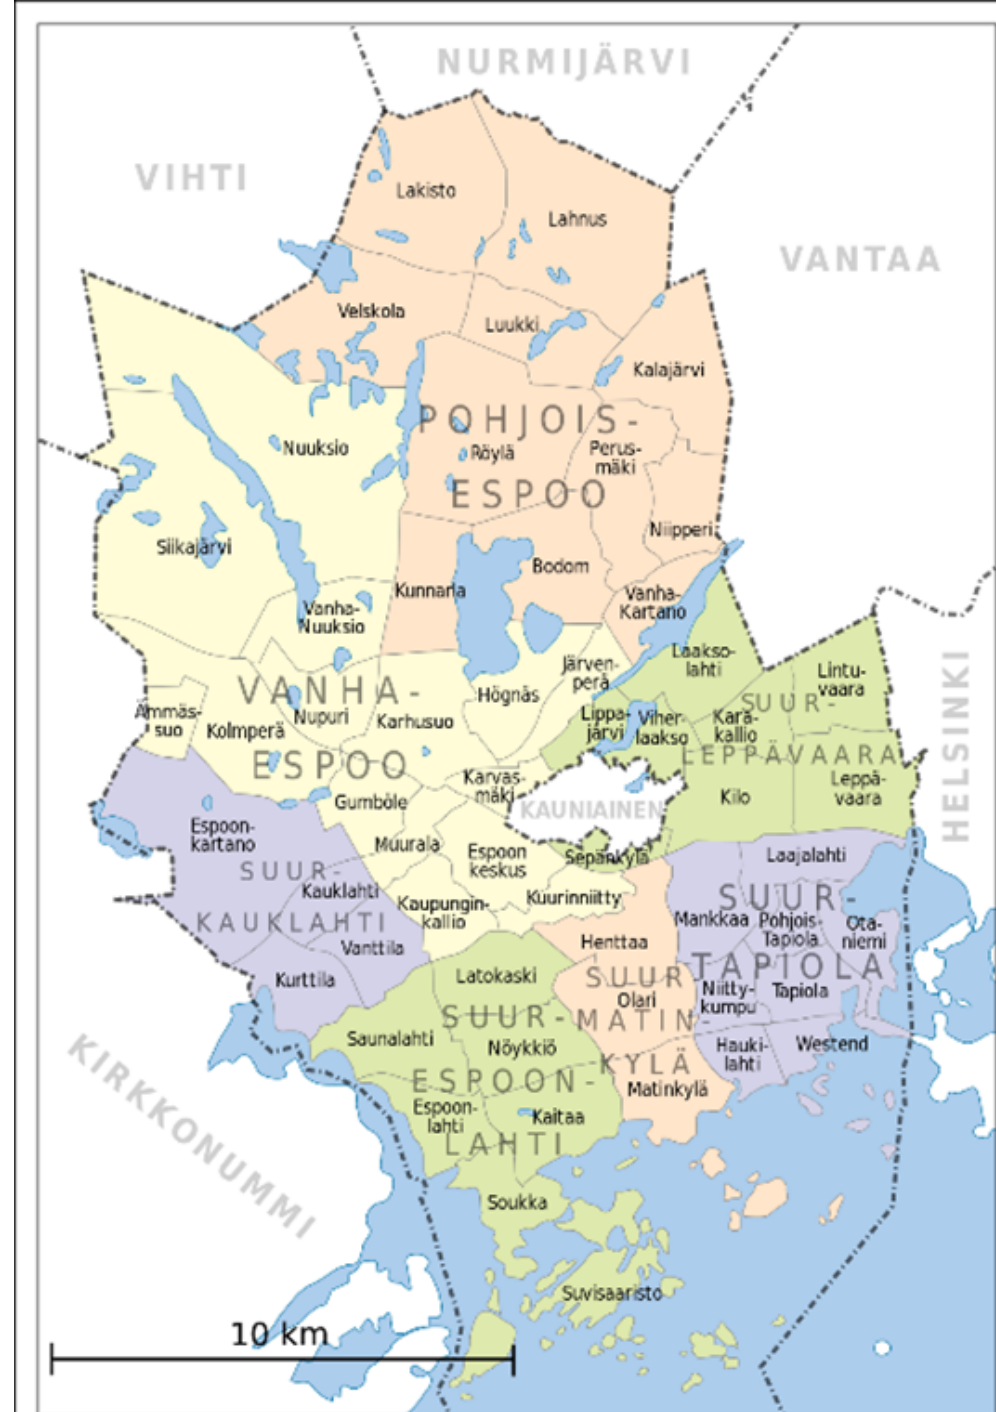 NURMIJÄRVI
VIHTI
Lakisto
Lahnus
VANTAA
Velskola
Luukki
Kalajärvi
POHJOIS-
Nuuksio
Röylä
Perus-
mäki
ESPOO
Niipperi
Siikajärvi
Bodom
Kunnarla
Vanha-
Kartano
Vanha-
Nuuksio
Järven-
perä
Laakso-
lahti
Lintu-
vaara
HELSINKI
VANHA-
Högnäs
SUUR-
Ämmäs-
suo
Kolmperä
Nupuri
Karhusuo
Lippa-
järvi
Viher-
laakso
Kara-
kallio
LEPPÄVAARA
ESPOO
Karvas-
mäki
Kilo
Leppä-
vaara
Gumböle
KAUNIAINEN
Espoon-
kartano
Muurala
Espoon
keskus
Sepänkylä
Laajalahti
SUUR-
Kauklahti
Kaupungin-
kallio
Kuurinniitty
SUUR-
KAUKLAHTI
Mankkaa
Pohjois-
Tapiola
Ota-
niemi
Vanttila
Henttaa
TAPIOLA
Kurttila
Latokaski
SUUR
Olari
Niitty-
kumpu
Tapiola
SUUR-
MATIN-
Saunalahti
Nöykkiö
Hauki-
lahti
Westend
KYLÄ
ESPOON-
Matinkylä
Espoon-
lahti
Kaitaa
LAHTI
KIRKKONUMMI
Soukka
Suvisaaristo
10 km